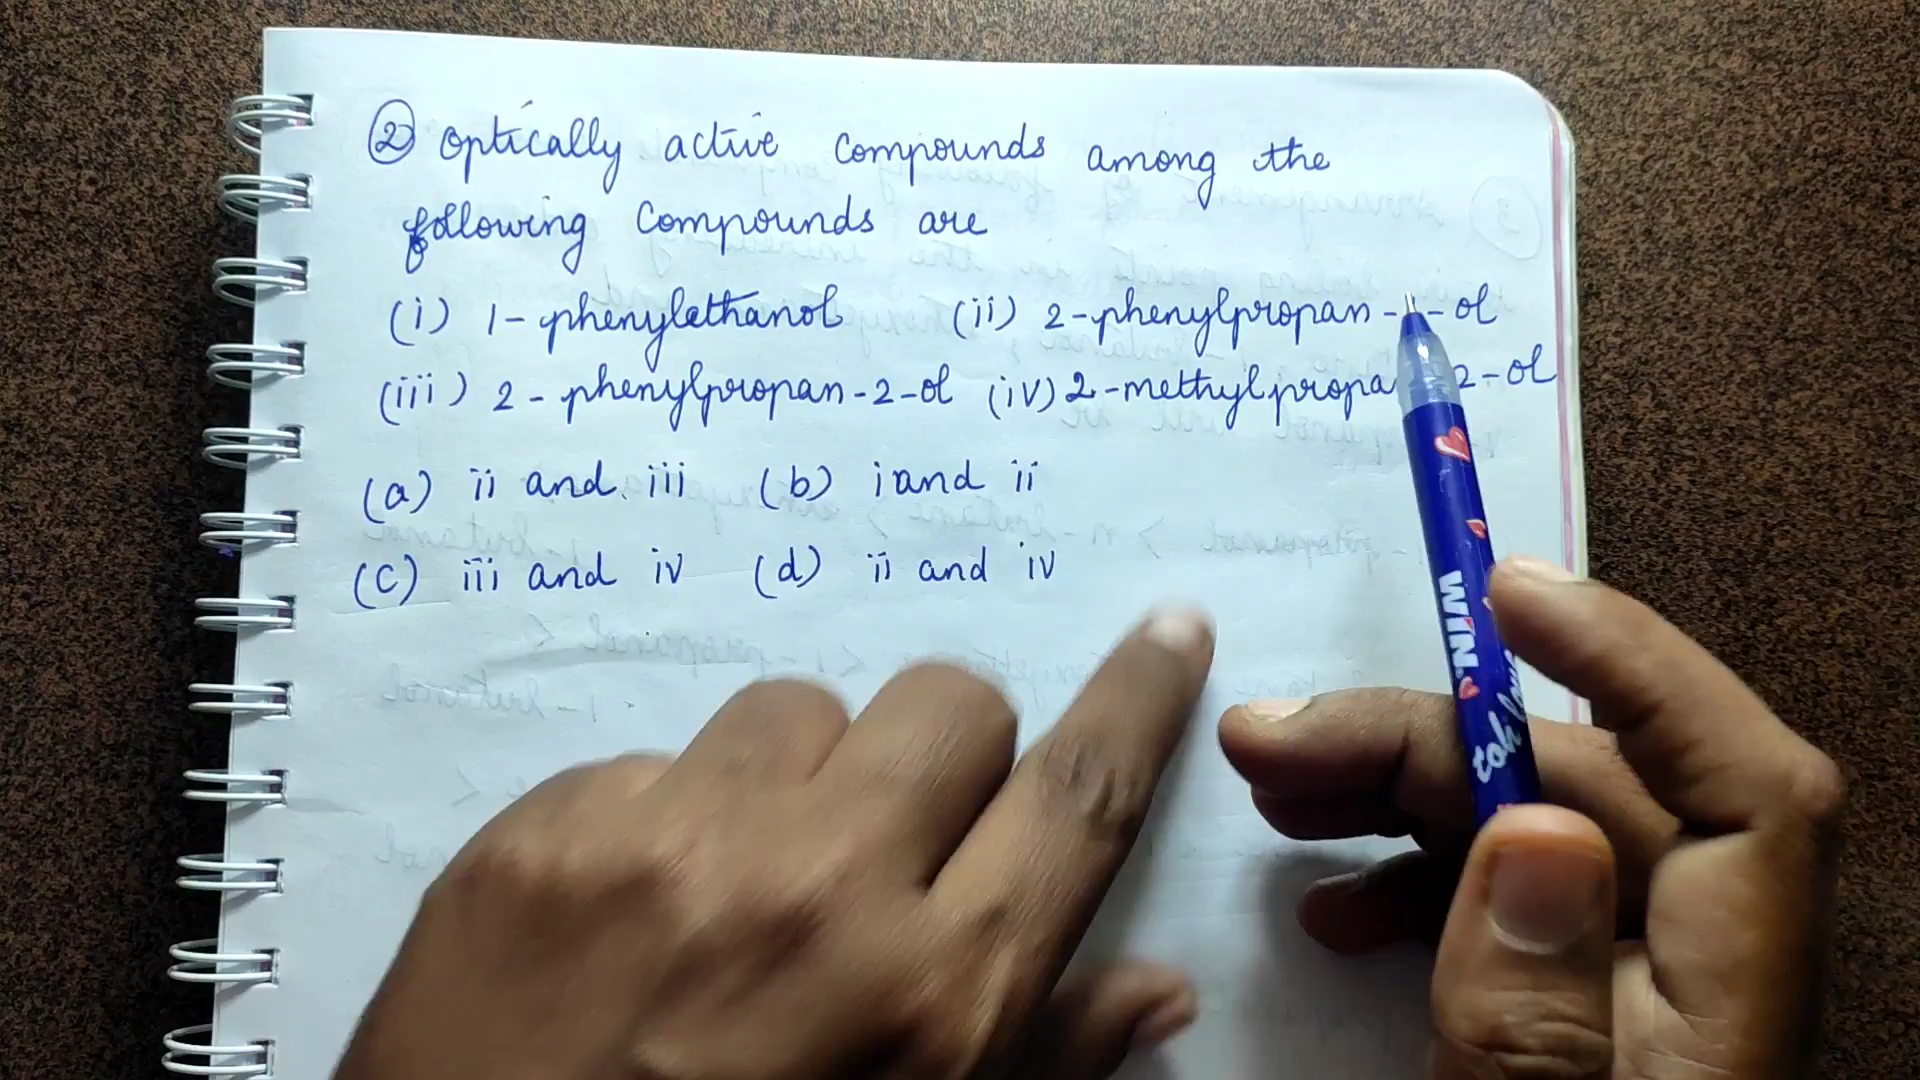 ② Optically active compounds among the
following compounds are
(i) 1-phenylethanol (ii) 2-phenylpropan- -ol
(iii) 2-phenylpropan-2-ol (iv) 2-methylpropa 2-ol
(a) ii and iii (b) i and ii
(c) iii and iv (d) ii and iv
WIN
toh